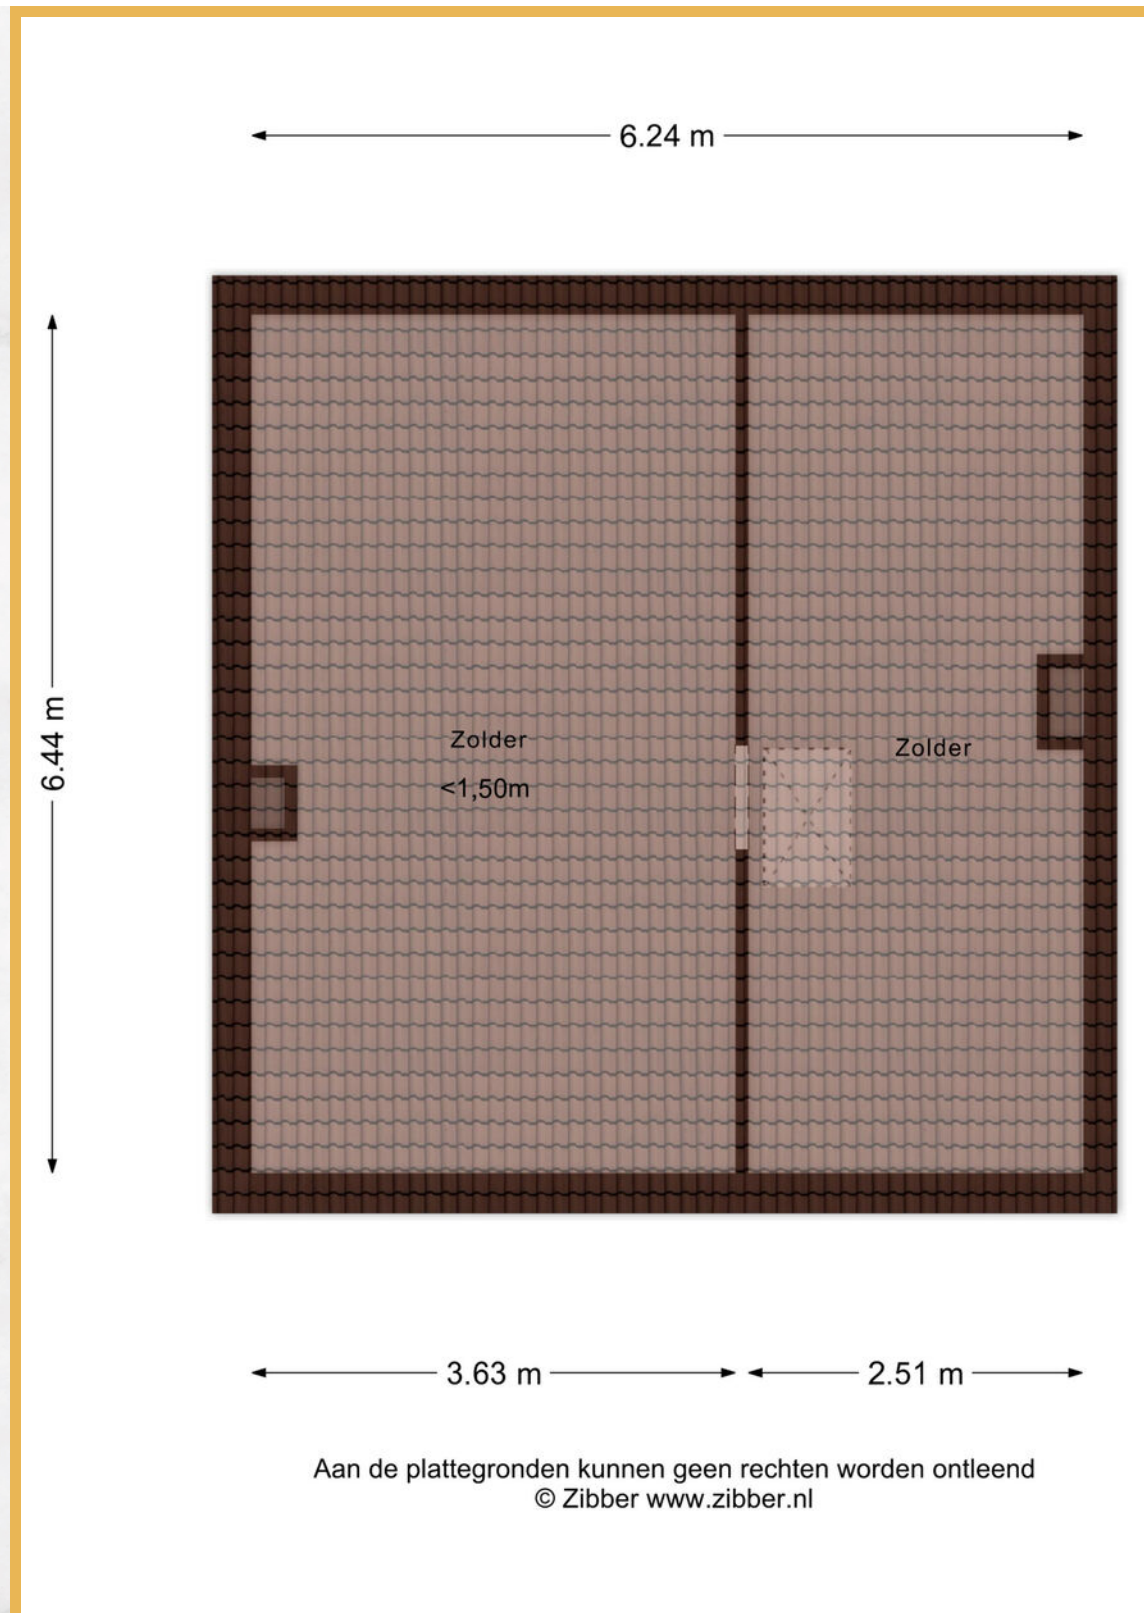 6.24 m
6.44 m
Zolder
<1,50m
Zolder
3.63 m
2.51 m
Aan de plattegronden kunnen geen rechten worden ontleend
© Zibber www.zibber.nl